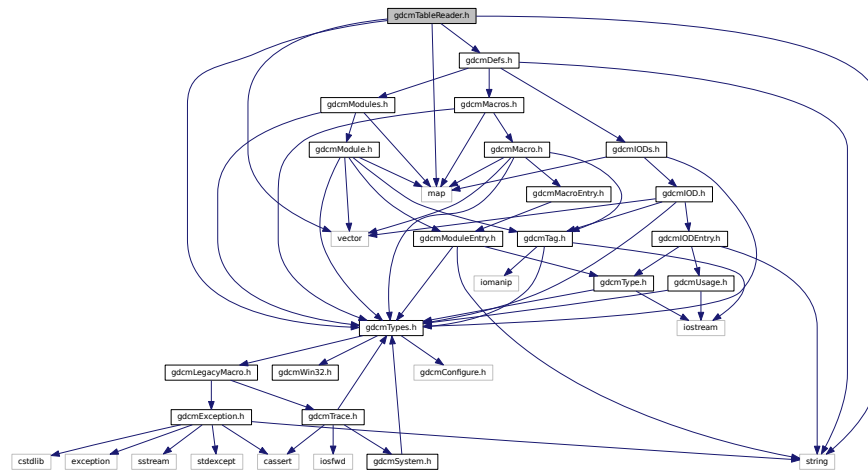 gdcmTableReader.h
gdcmDefs.h
gdcmModules.h
gdcmMacros.h
gdcmModule.h
gdcmMacro.h
gdcmIODs.h
map
gdcmMacroEntry.h
gdcmIOD.h
vector
gdcmModuleEntry.h
gdcmTag.h
gdcmIODEntry.h
iomanip
gdcmType.h
gdcmUsage.h
gdcmTypes.h
iostream
gdcmLegacyMacro.h
gdcmWin32.h
gdcmConfigure.h
gdcmException.h
gdcmTrace.h
cstdlib
exception
sstream
stdexcept
cassert
iosfwd
gdcmSystem.h
string